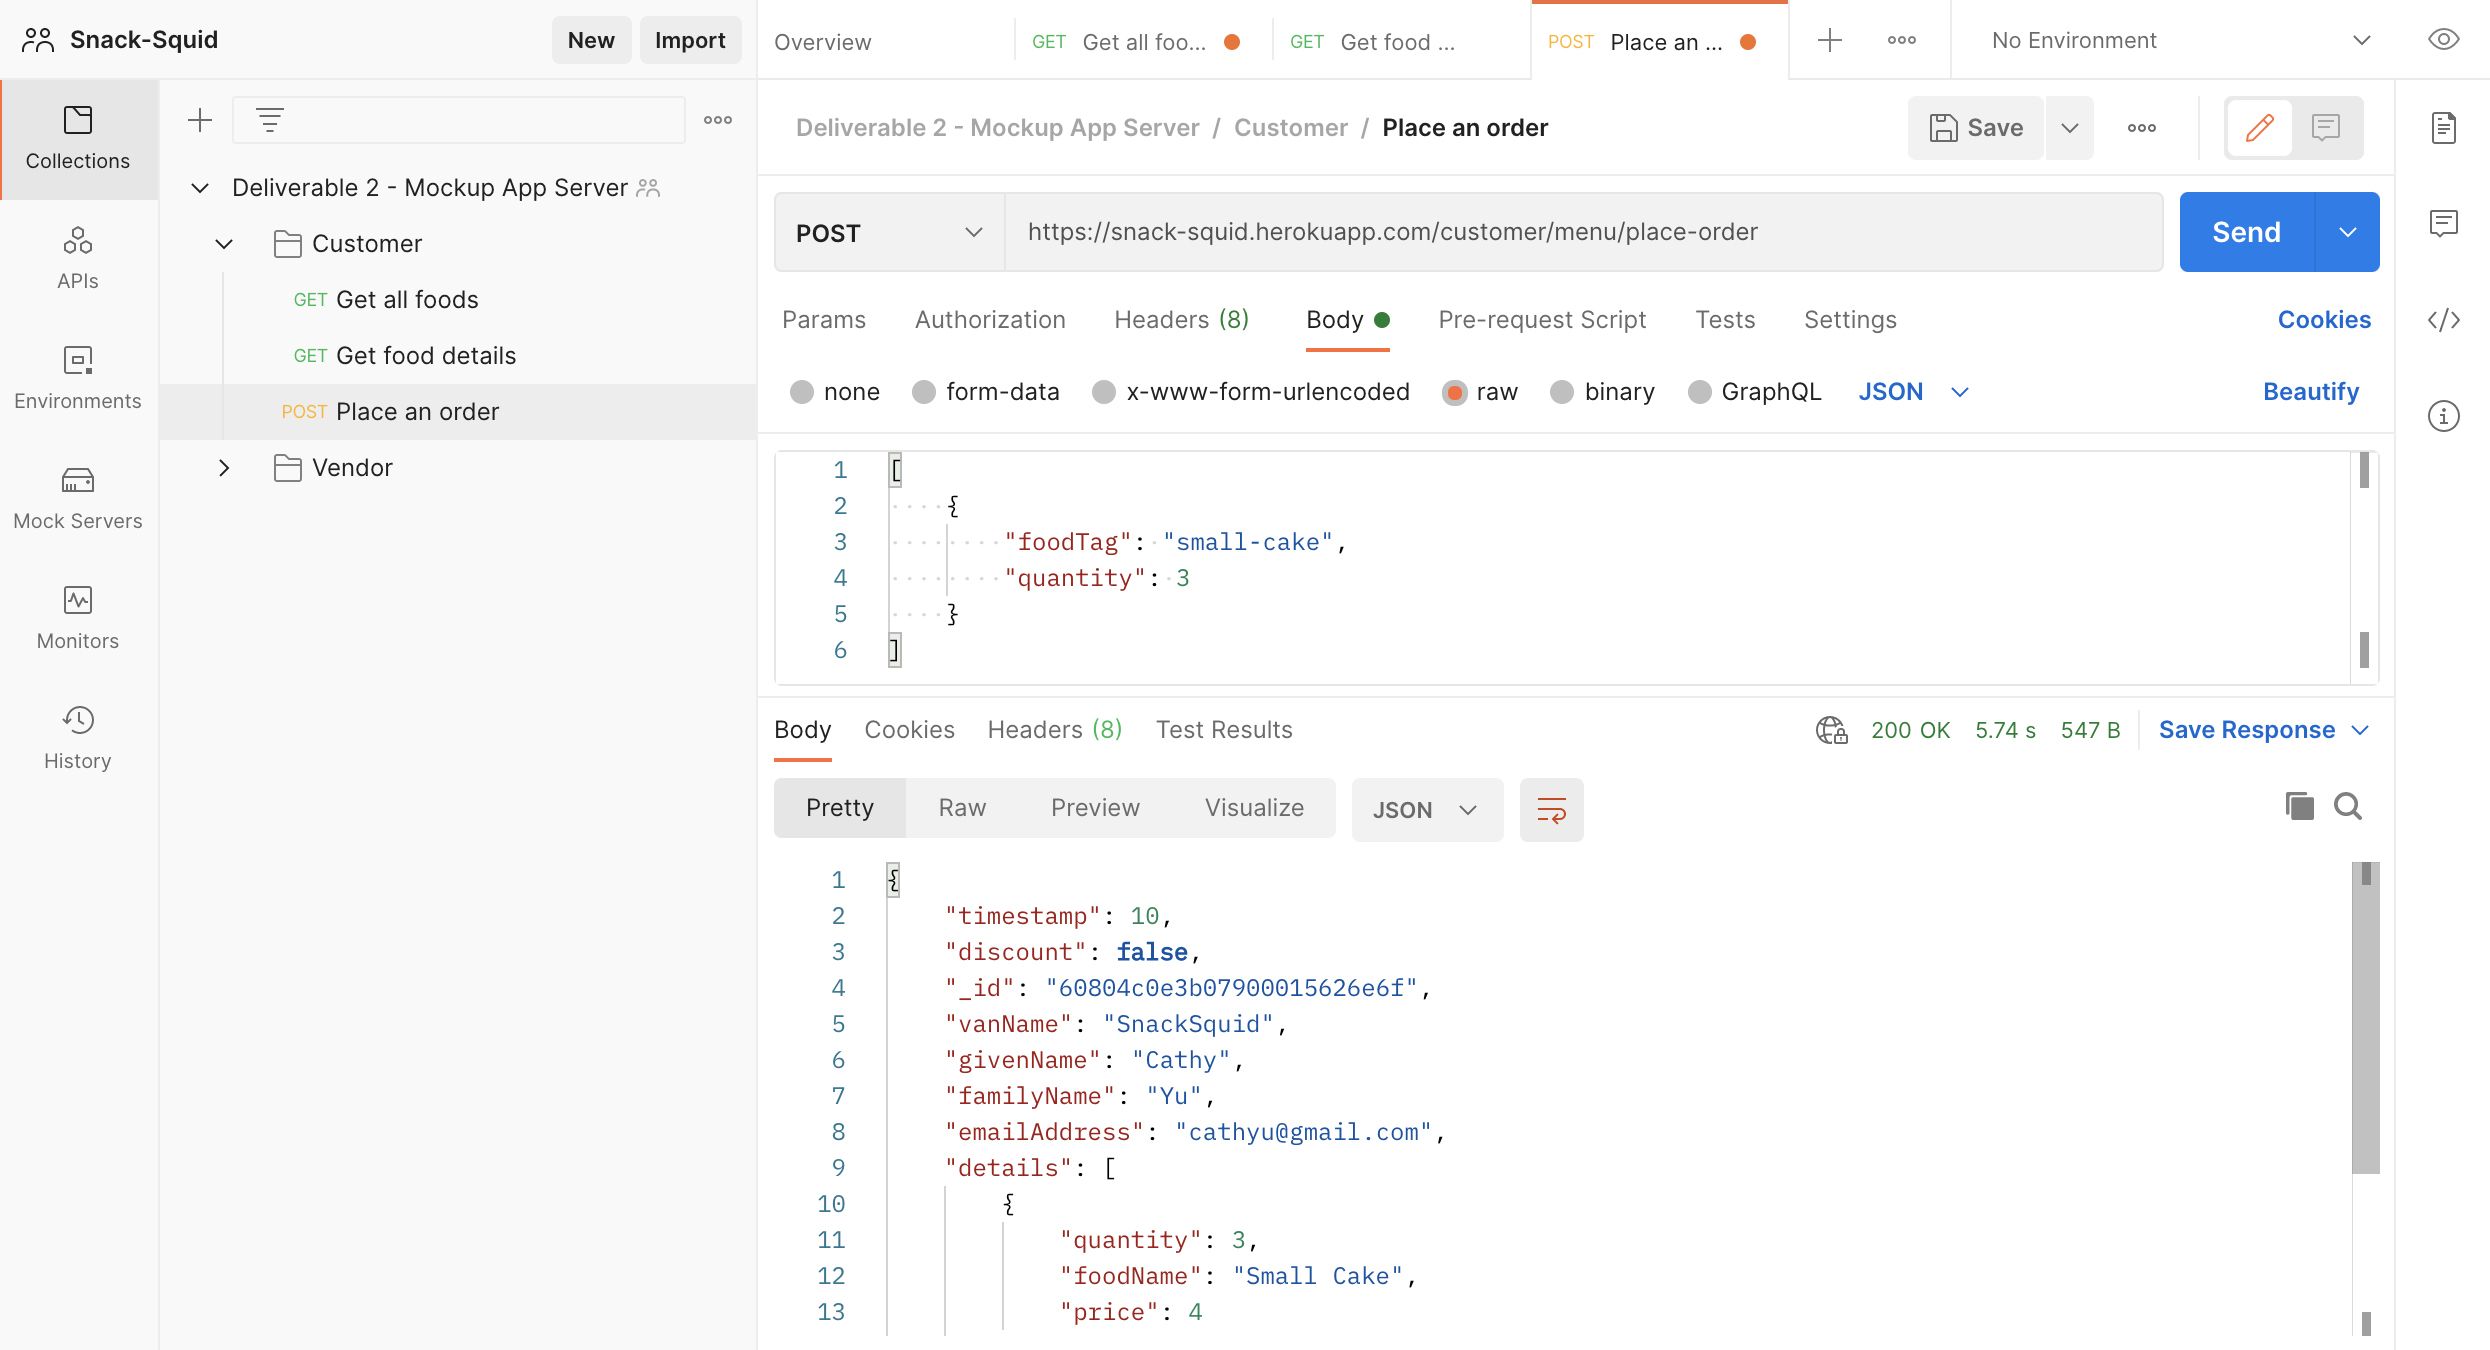 Snack-Squid
New
Import
Overview
GET Get all foo...
GET Get food ...
POST Place an ...
No Environment
Collections
APIs
Environments
Mock Servers
Monitors
History
Deliverable 2 - Mockup App Server
Customer
GET Get all foods
GET Get food details
POST Place an order
Vendor
Deliverable 2 - Mockup App Server / Customer / Place an order
Save
POST
https://snack-squid.herokuapp.com/customer/menu/place-order
Send
Params Authorization Headers (8) Body Pre-request Script Tests Settings Cookies
none form-data x-www-form-urlencoded raw binary GraphQL JSON Beautify
1 [
2 {
3 "foodTag": "small-cake",
4 "quantity": 3
5 }
6 ]
Body Cookies Headers (8) Test Results 200 OK 5.74 s 547 B Save Response
Pretty Raw Preview Visualize JSON
1 {
2 "timestamp": 10,
3 "discount": false,
4 "_id": "60804c0e3b07900015626e6f",
5 "vanName": "SnackSquid",
6 "givenName": "Cathy",
7 "familyName": "Yu",
8 "emailAddress": "cathyu@gmail.com",
9 "details": [
10 {
11 "quantity": 3,
12 "foodName": "Small Cake",
13 "price": 4